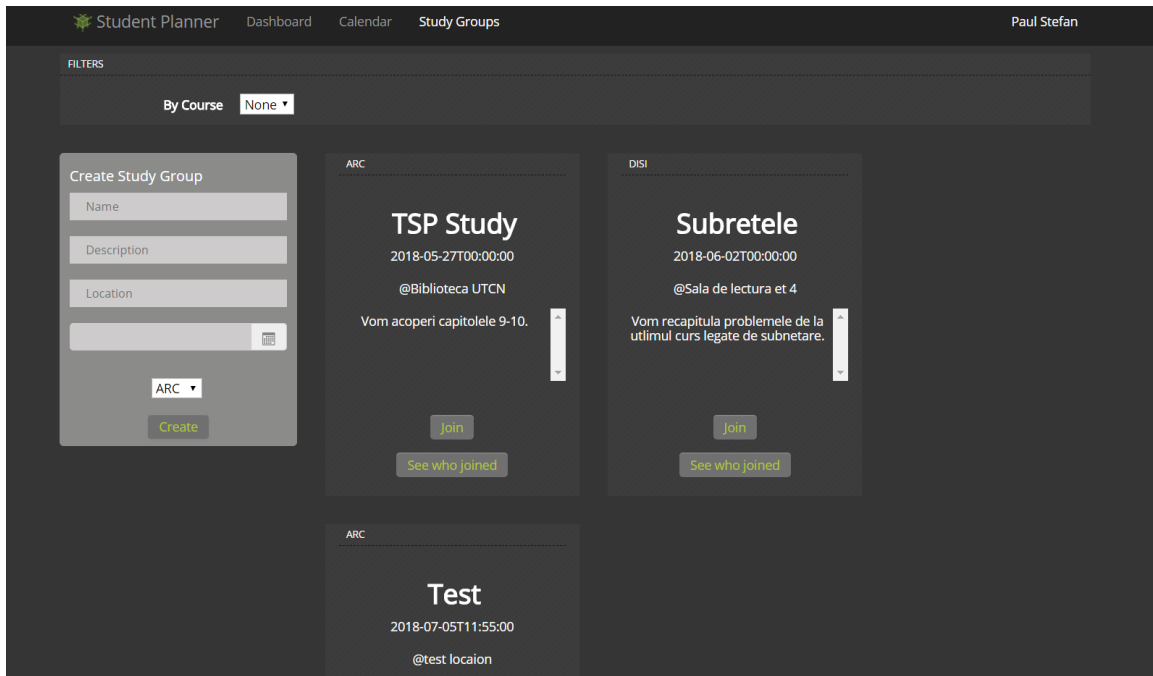 Student Planner Dashboard Calendar Study Groups Paul Stefan
FILTERS
By Course None
Create Study Group
Name
Description
Location
ARC
Create
ARC
TSP Study
2018-05-27T00:00:00
@Biblioteca UTCN
Vom acoperi capitolele 9-10.
Join
See who joined
DISI
Subretele
2018-06-02T00:00:00
@Sala de lectura et 4
Vom recapitula problemele de la
utlimul curs legate de subnetare.
Join
See who joined
ARC
Test
2018-07-05T11:55:00
@test locaion